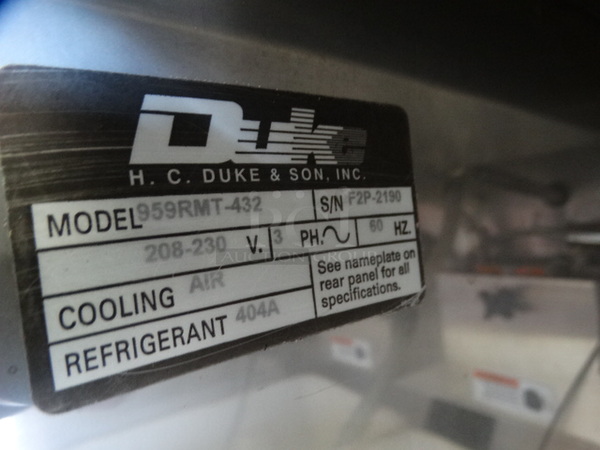 Duke
H. C. DUKE & SON, INC.
MODEL 959RMT-432 S/N F2P-2190
208-230 V. 3 PH. 60 HZ.
COOLING AIR
See nameplate on
rear panel for all
specifications.
REFRIGERANT 404A